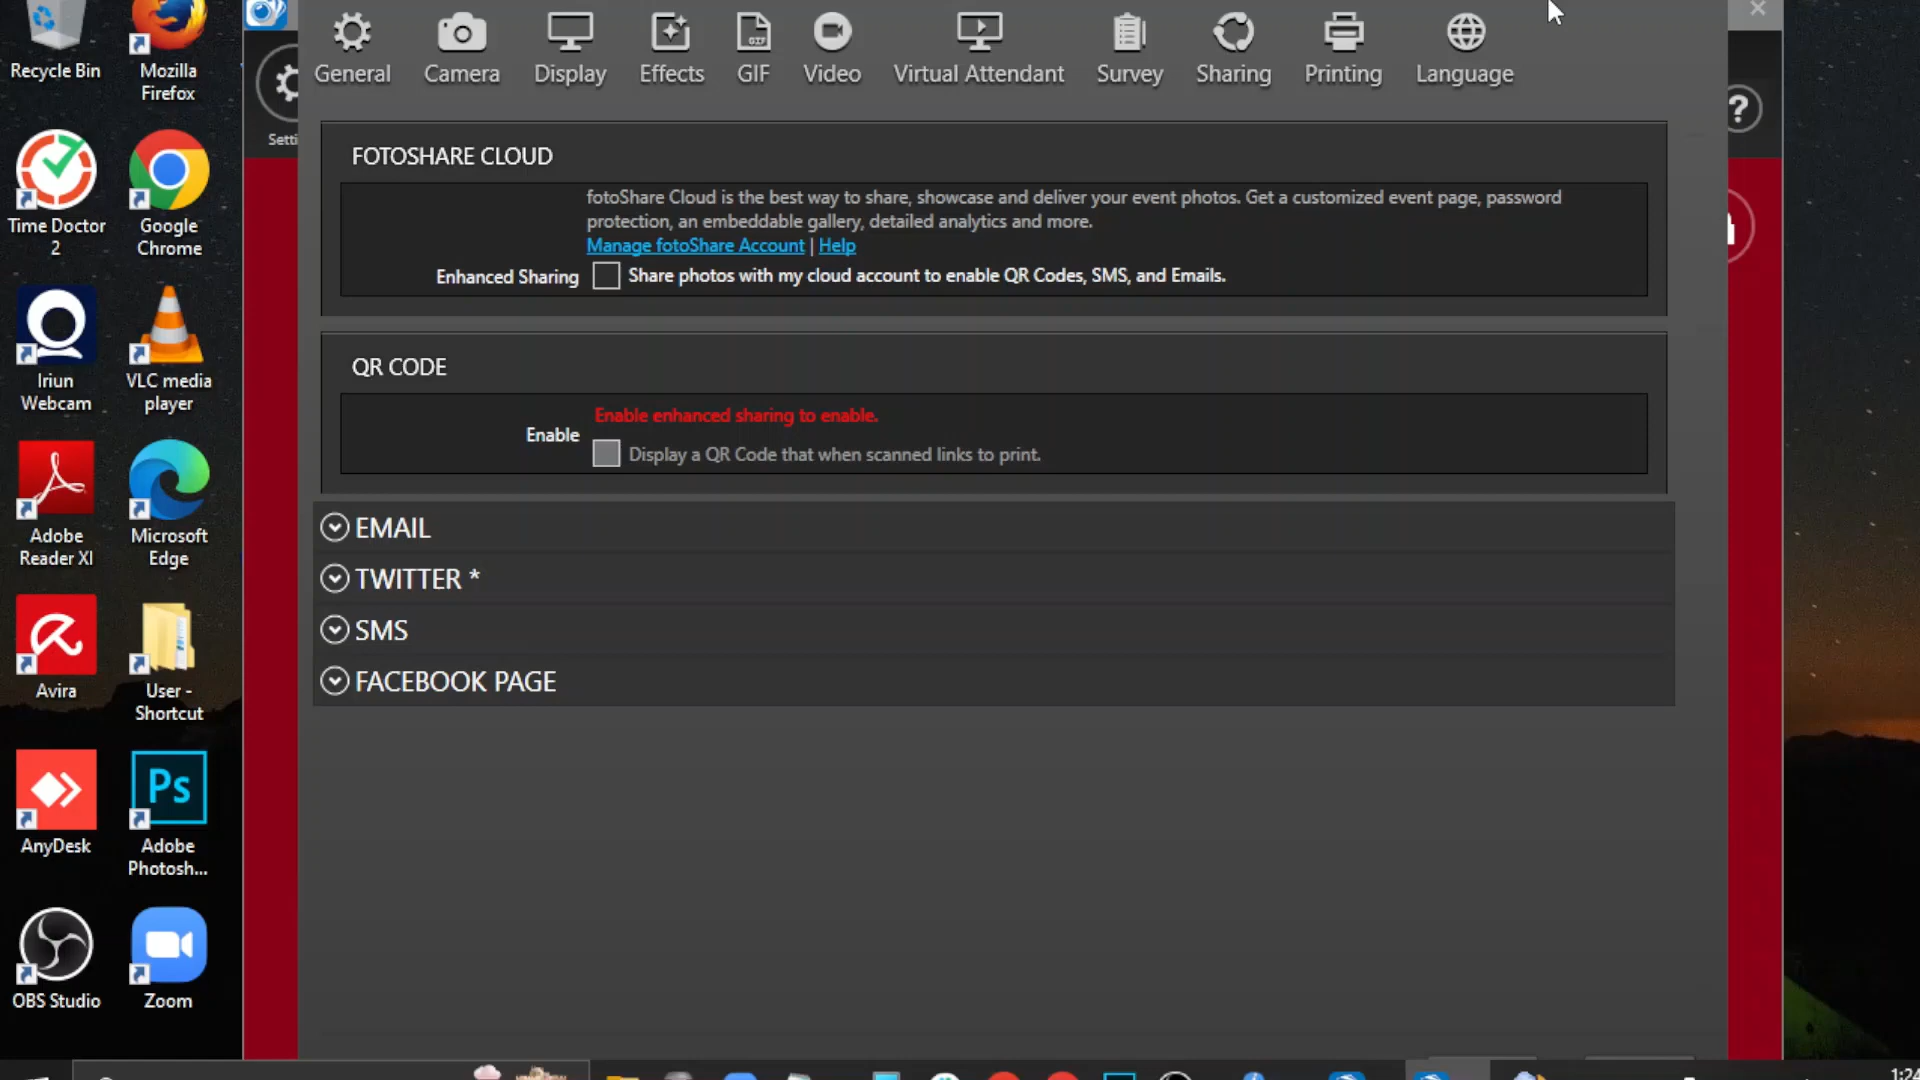 Recycle Bin
Mozilla
Firefox
Time Doctor
2
Google
Chrome
Iriun
Webcam
VLC media
player
Adobe
Reader XI
Microsoft
Edge
Avira
User -
Shortcut
AnyDesk
Ps
Adobe
Photosh...
OBS Studio
Zoom
Setti
General
Camera
Display
Effects
GIF
GIF
Video
Virtual Attendant
Survey
Sharing
Printing
Language
?
FOTOSHARE CLOUD
fotoShare Cloud is the best way to share, showcase and deliver your event photos. Get a customized event page, password
protection, an embeddable gallery, detailed analytics and more.
Manage fotoShare Account | Help
Enhanced Sharing Share photos with my cloud account to enable QR Codes, SMS, and Emails.
QR CODE
Enable enhanced sharing to enable.
Enable
Display a QR Code that when scanned links to print.
EMAIL
TWITTER *
SMS
FACEBOOK PAGE
1:24